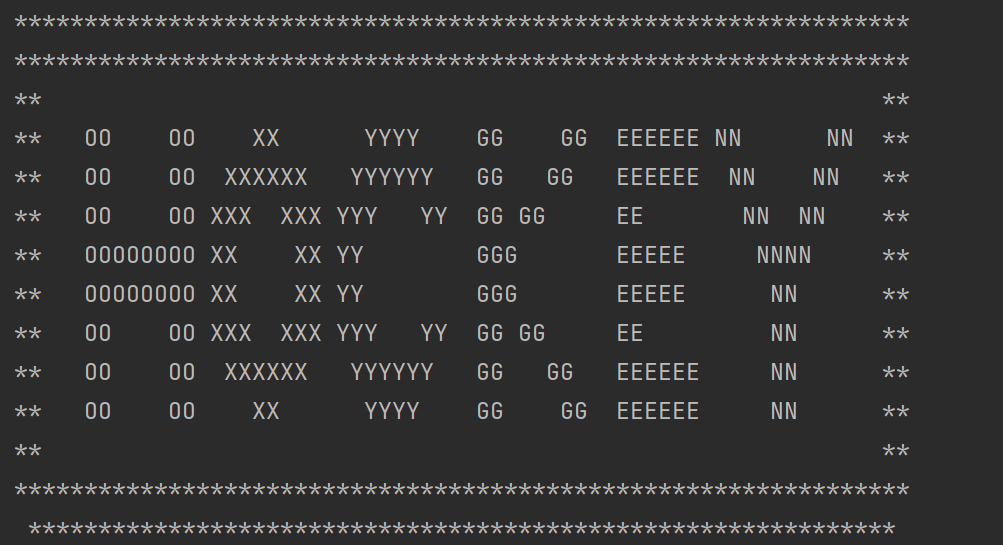 ****************************************************************
****************************************************************
**                                                            **
**   OO    OO    XX      YYYY    GG    GG  EEEEEE NN      NN  **
**   OO    OO  XXXXXX   YYYYYY   GG   GG   EEEEEE  NN    NN   **
**   OO    OO XXX  XXX YYY   YY  GG GG     EE       NN  NN    **
**   OOOOOOOO XX    XX YY        GGG       EEEEE     NNNN     **
**   OOOOOOOO XX    XX YY        GGG       EEEEE      NN      **
**   OO    OO XXX  XXX YYY   YY  GG GG     EE         NN      **
**   OO    OO  XXXXXX   YYYYYY   GG   GG   EEEEEE     NN      **
**   OO    OO    XX      YYYY    GG    GG  EEEEEE     NN      **
**                                                            **
****************************************************************
 **************************************************************